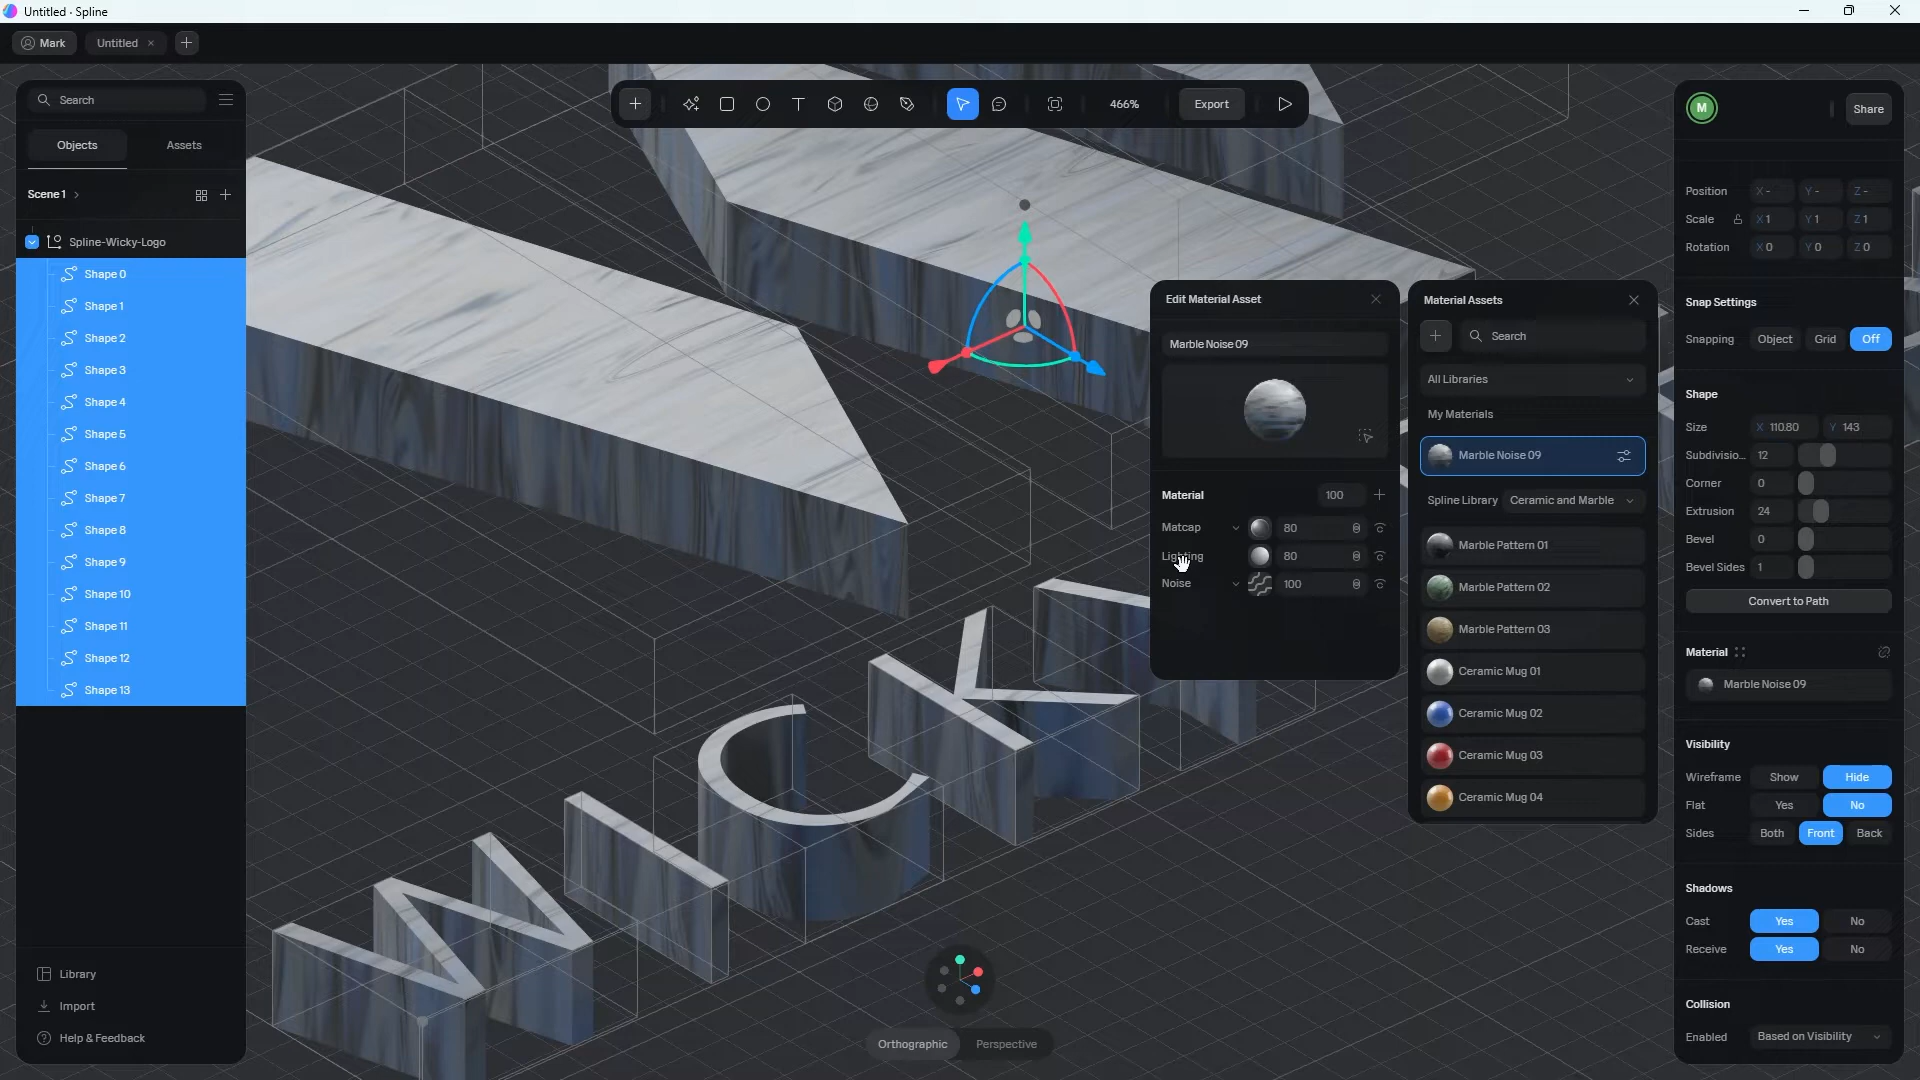 Untitled - Spline
Mark
Untitled
Search
Objects
Assets
Scene 1
Spline-Wicky-Logo
Shape 0
Shape 1
Shape 2
Shape 3
Shape 4
Shape 5
Shape 6
Shape 7
Shape 8
Shape 9
Shape 10
Shape 11
Shape 12
Shape 13
Library
Import
Help & Feedback
T
466%
Export
WICK
Orthographic
Perspective
Edit Material Asset
Marble Noise 09
Material 100
Matcap 80
Lighting 80
Noise 100
Material Assets
Search
All Libraries
My Materials
Marble Noise 09
Spline Library Ceramic and Marble
Marble Pattern 01
Marble Pattern 02
Marble Pattern 03
Ceramic Mug 01
Ceramic Mug 02
Ceramic Mug 03
Ceramic Mug 04
M
Share
Position X - Y - Z -
Scale X 1 Y 1 Z 1
Rotation X 0 Y 0 Z 0
Snap Settings
Snapping Object Grid Off
Shape
Size X 110.80 Y 143
Subdivisio... 12
Corner 0
Extrusion 24
Bevel 0
Bevel Sides 1
Convert to Path
Material
Marble Noise 09
Visibility
Wireframe Show Hide
Flat Yes No
Sides Both Front Back
Shadows
Cast Yes No
Receive Yes No
Collision
Enabled Based on Visibility